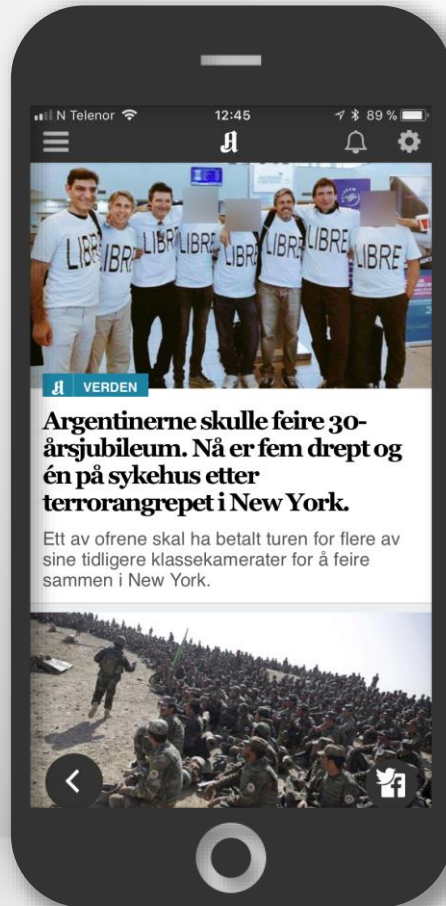 N Telenor
12:45
89 %
A
LIBRE
LIBRE
LIBRE
LIBRE
LIBRE
LIBRE
LIBRE
LIBRE
A VERDEN
Argentinerne skulle feire 30-
årsjubileum. Nå er fem drept og
én på sykehus etter
terrorangrepet i New York.
Ett av ofrene skal ha betalt turen for flere av
sine tidligere klassekamerater for å feire
sammen i New York.